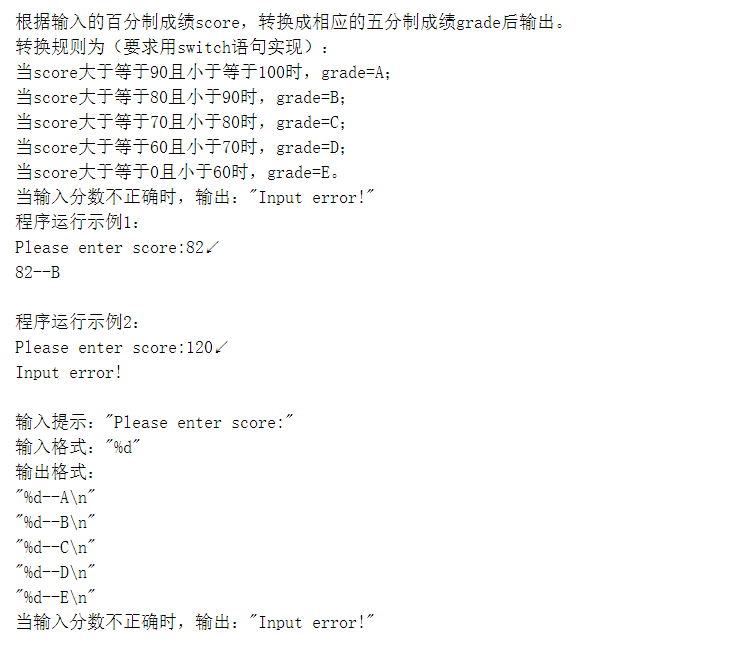 根据输入的百分制成绩score，转换成相应的五分制成绩grade后输出。
转换规则为（要求用switch语句实现）：
当score大于等于90且小于等于100时，grade=A；
当score大于等于80且小于90时，grade=B；
当score大于等于70且小于80时，grade=C；
当score大于等于60且小于70时，grade=D；
当score大于等于0且小于60时，grade=E。
当输入分数不正确时，输出："Input error!"
程序运行示例1：
Please enter score:82↙
82--B
程序运行示例2：
Please enter score:120↙
Input error!
输入提示："Please enter score:"
输入格式："%d"
输出格式：
"%d--A\n"
"%d--B\n"
"%d--C\n"
"%d--D\n"
"%d--E\n"
当输入分数不正确时，输出："Input error!"